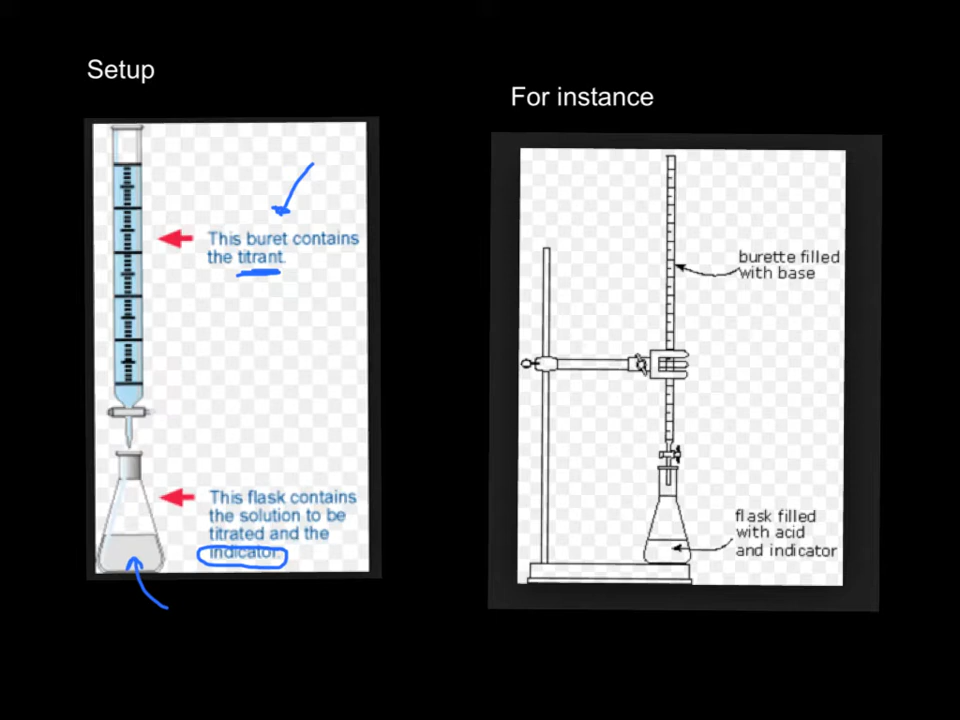 Setup
For instance
This buret contains
the titrant.
This flask contains
the solution to be
titrated and the
indicator.
burette filled
with base
flask filled
with acid
and indicator